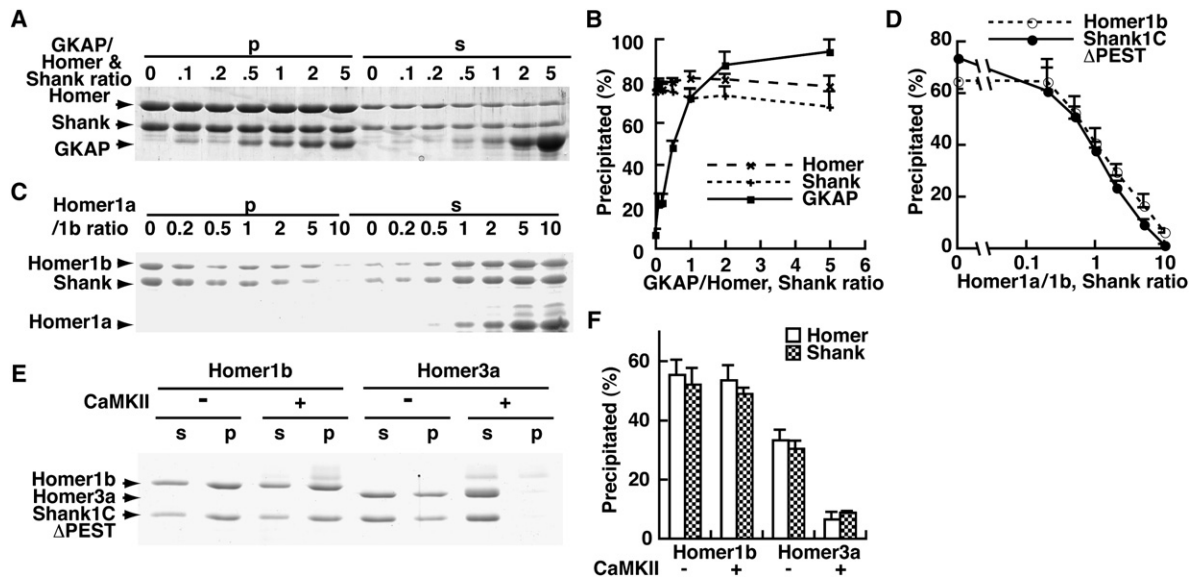 A
GKAP/
Homer &
Shank ratio
p
s
0 .1 .2 .5 1 2 5 0 .1 .2 .5 1 2 5
Homer
Shank
GKAP
B
Precipitated (%)
100
80
60
40
20
0
0 1 2 3 4 5 6
GKAP/Homer, Shank ratio
Homer
Shank
GKAP
C
Homer1a
/1b ratio
p
s
0 0.2 0.5 1 2 5 10 0 0.2 0.5 1 2 5 10
Homer1b
Shank
Homer1a
D
Homer1b
Shank1C
ΔPEST
Precipitated (%)
80
60
40
20
0
0 0.1 1 10
Homer1a/1b, Shank ratio
E
Homer1b Homer3a
CaMKII - + - +
s p s p s p s p
Homer1b
Homer3a
Shank1C
ΔPEST
F
Homer
Shank
Precipitated (%)
60
40
20
0
Homer1b Homer3a
CaMKII - + - +